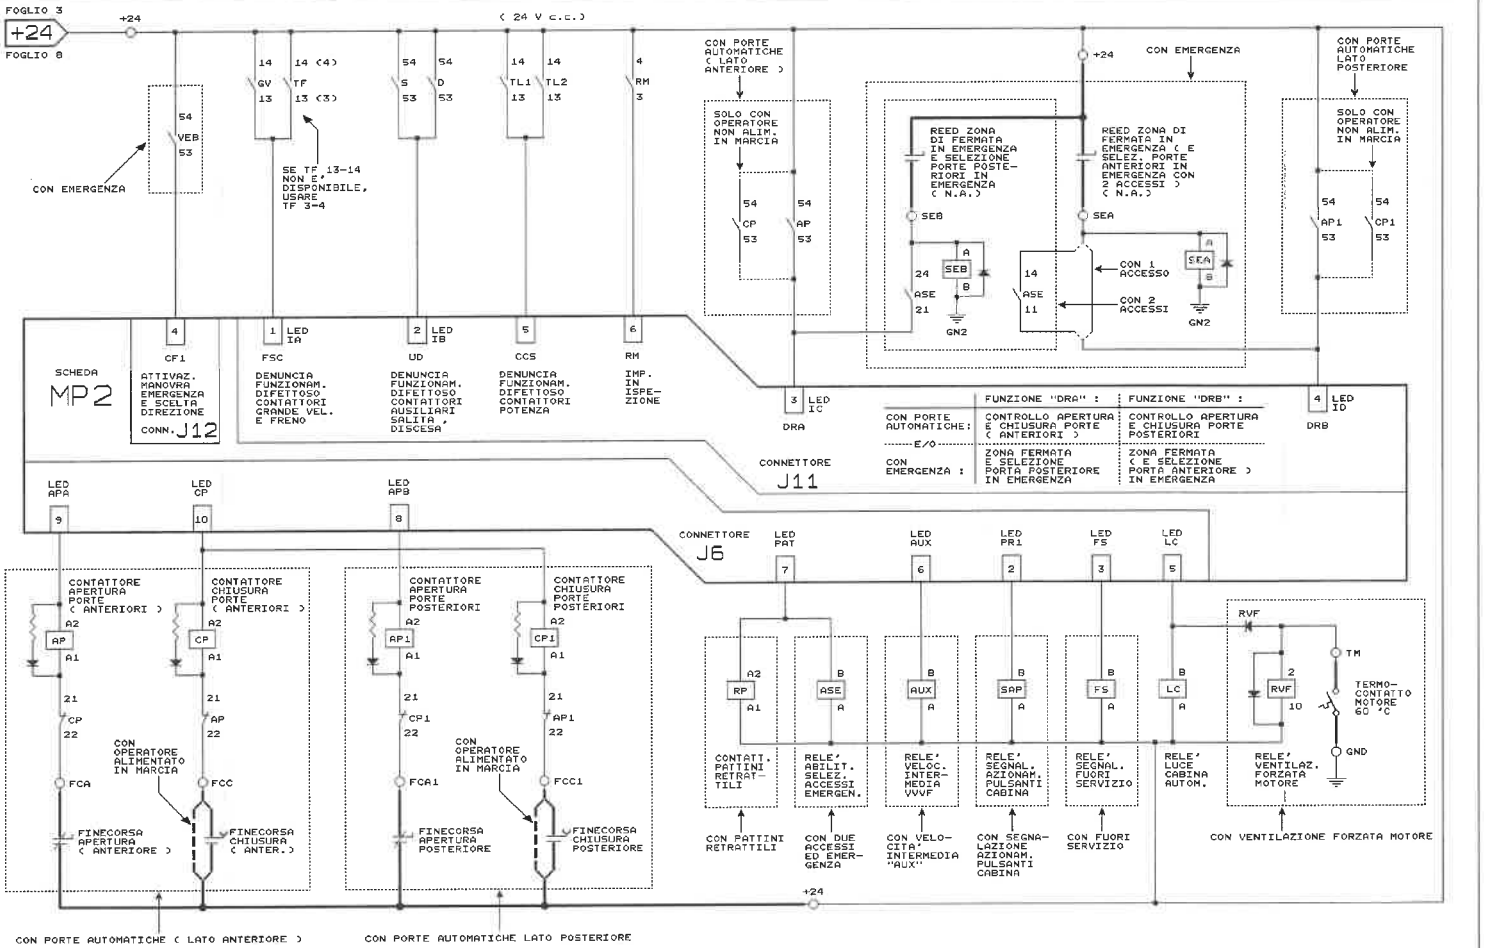 FOGLIO 3
+24
FOGLIO 8
+24
( 24 V c.c.)
54
VEB
53
CON EMERGENZA
14
GV
13
14 (4)
TF
13 (3)
SE TF 13-14
NON E'
DISPONIBILE,
USARE
TF 3-4
54
S
53
54
D
53
14
TL1
13
14
TL2
13
4
RM
3
CON PORTE
AUTOMATICHE
( LATO
ANTERIORE )
SOLO CON
OPERATORE
NON ALIM.
IN MARCIA
54
CP
53
54
AP
53
+24
CON EMERGENZA
REED ZONA
DI FERMATA
IN EMERGENZA
E SELEZIONE
PORTE POSTE-
RIORI IN
EMERGENZA
( N.A.)
REED ZONA DI
FERMATA IN
EMERGENZA ( E
SELEZ. PORTE
ANTERIORI IN
EMERGENZA CON
2 ACCESSI )
( N.A.)
SEB
SEA
24
ASE
21
A
SEB
B
GN2
14
ASE
11
CON 1
ACCESSO
CON 2
ACCESSI
A
SEA
B
GN2
CON PORTE
AUTOMATICHE
LATO
POSTERIORE
SOLO CON
OPERATORE
NON ALIM.
IN MARCIA
54
AP1
53
54
CP1
53
SCHEDA
MP2
4
CF1
ATTIVAZ.
MANOVRA
EMERGENZA
E SCELTA
DIREZIONE
CONN. J12
1
LED
IA
FSC
DENUNCIA
FUNZIONAM.
DIFETTOSO
CONTATTORI
GRANDE VEL.
E FRENO
2
LED
IB
UD
DENUNCIA
FUNZIONAM.
DIFETTOSO
CONTATTORI
AUSILIARI
SALITA ,
DISCESA
5
CCS
DENUNCIA
FUNZIONAM.
DIFETTOSO
CONTATTORI
POTENZA
6
RM
IMP.
IN
ISPE-
ZIONE
3
LED
IC
DRA
4
LED
ID
DRB
CONNETTORE
J11
FUNZIONE "DRA" :
FUNZIONE "DRB" :
CON PORTE
AUTOMATICHE:
CONTROLLO APERTURA
E CHIUSURA PORTE
( ANTERIORI )
CONTROLLO APERTURA
E CHIUSURA PORTE
POSTERIORI
E/O
CON
EMERGENZA :
ZONA FERMATA
E SELEZIONE
PORTA POSTERIORE
IN EMERGENZA
ZONA FERMATA
( E SELEZIONE
PORTA ANTERIORE )
IN EMERGENZA
LED
APA
9
LED
CP
10
LED
APB
8
CONNETTORE
J6
LED
PAT
7
LED
AUX
6
LED
PR1
2
LED
FS
3
LED
LC
5
CONTATTORE
APERTURA
PORTE
( ANTERIORI )
A2
AP
A1
21
CP
22
FCA
FINECORSA
APERTURA
( ANTERIORE )
CONTATTORE
CHIUSURA
PORTE
( ANTERIORI )
A2
CP
A1
21
AP
22
CON
OPERATORE
ALIMENTATO
IN MARCIA
FCC
FINECORSA
CHIUSURA
( ANTER.)
CONTATTORE
APERTURA
PORTE
POSTERIORI
A2
AP1
A1
21
CP1
22
FCA1
FINECORSA
APERTURA
POSTERIORE
CONTATTORE
CHIUSURA
PORTE
POSTERIORI
A2
CP1
A1
21
AP1
22
CON
OPERATORE
ALIMENTATO
IN MARCIA
FCC1
FINECORSA
CHIUSURA
POSTERIORE
A2
RP
A1
CONTATT.
PATTINI
RETRAT-
TILI
CON PATTINI
RETRATTILI
B
ASE
A
RELE'
ABILIT.
SELEZ.
ACCESSI
EMERGEN.
CON DUE
ACCESSI
ED EMER-
GENZA
B
AUX
A
RELE'
VELOC.
INTER-
MEDIA
VVVF
CON VELO-
CITA'
INTERMEDIA
"AUX"
B
SAP
A
RELE'
SEGNAL.
AZIONAM.
PULSANTI
CABINA
CON SEGNA-
LAZIONE
AZIONAM.
PULSANTI
CABINA
B
FS
A
RELE'
SEGNAL.
FUORI
SERVIZIO
CON FUORI
SERVIZIO
B
LC
A
RELE'
LUCE
CABINA
AUTOM.
RVF
2
RVF
10
RELE'
VENTILAZ.
FORZATA
MOTORE
TM
TERMO-
CONTATTO
MOTORE
60 °C
GND
CON VENTILAZIONE FORZATA MOTORE
+24
CON PORTE AUTOMATICHE ( LATO ANTERIORE )
CON PORTE AUTOMATICHE LATO POSTERIORE